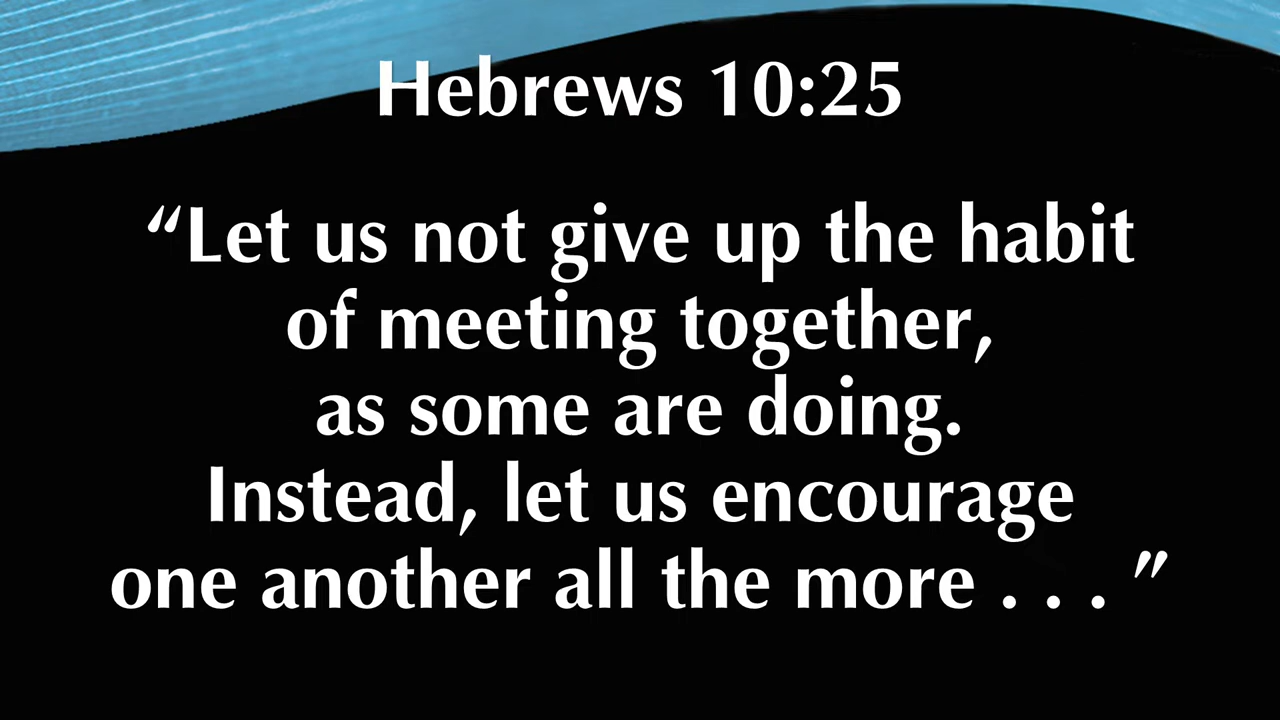 Hebrews 10:25
“Let us not give up the habit
of meeting together,
as some are doing.
Instead, let us encourage
one another all the more . . . ”